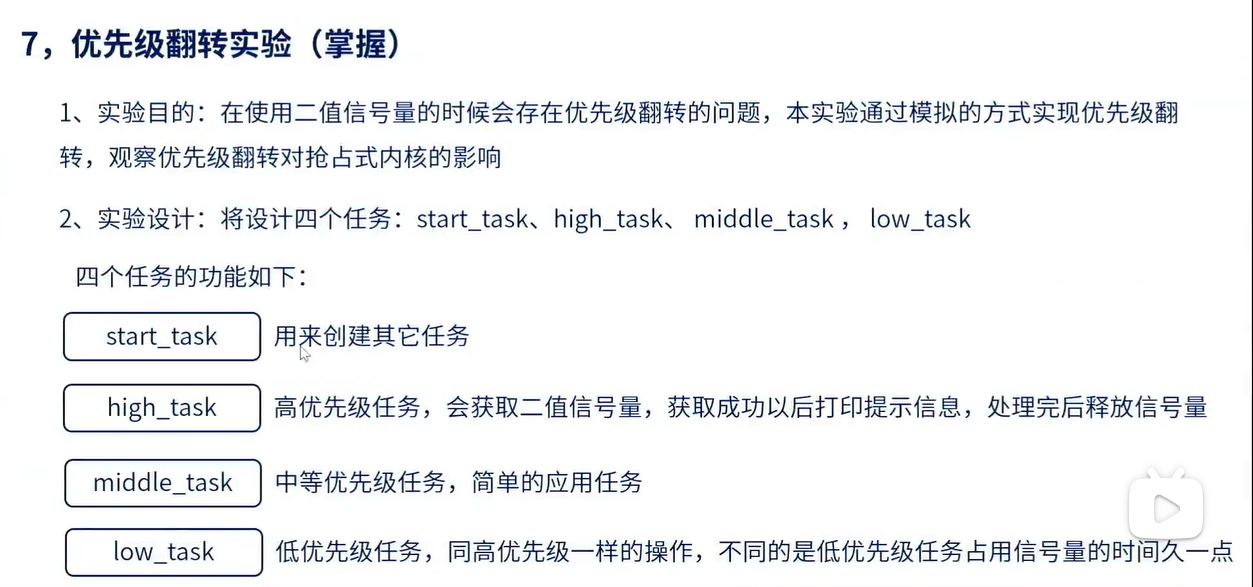 7，优先级翻转实验（掌握）
1、实验目的：在使用二值信号量的时候会存在优先级翻转的问题，本实验通过模拟的方式实现优先级翻
转，观察优先级翻转对抢占式内核的影响
2、实验设计：将设计四个任务：start_task、high_task、 middle_task ， low_task
四个任务的功能如下：
start_task 用来创建其它任务
high_task 高优先级任务，会获取二值信号量，获取成功以后打印提示信息，处理完后释放信号量
middle_task 中等优先级任务，简单的应用任务
low_task 低优先级任务，同高优先级一样的操作，不同的是低优先级任务占用信号量的时间久一点